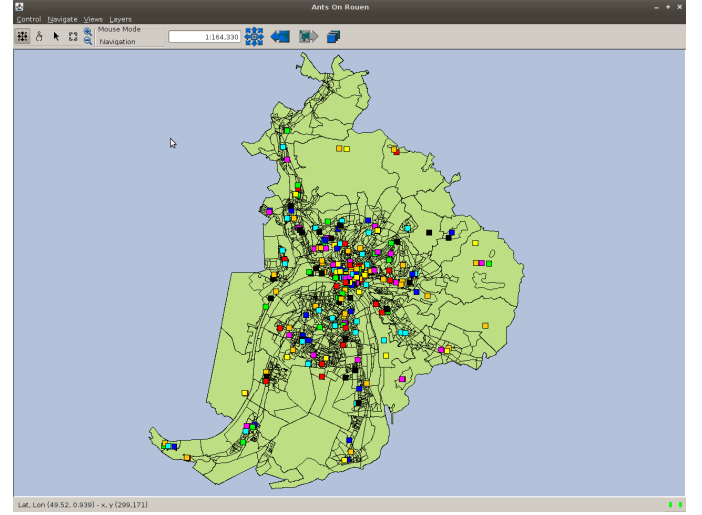 Ants On Rouen
Control Navigate Views Layers
Mouse Mode
Navigation
1:164,330
Lat, Lon (49.52, 0.939) - x, y (299,171)